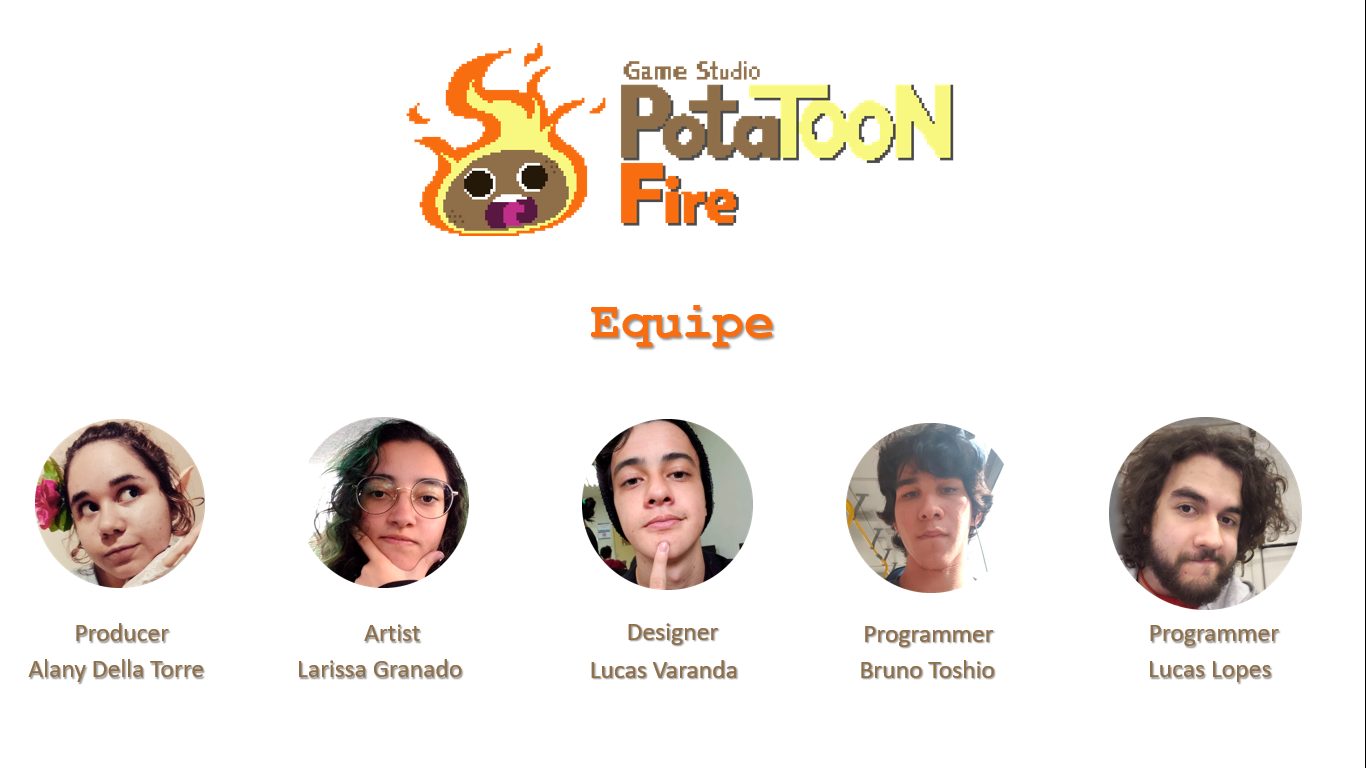 Game Studio
PotaTooN
Fire
Equipe
Producer
Alany Della Torre
Artist
Larissa Granado
Designer
Lucas Varanda
Programmer
Bruno Toshio
Programmer
Lucas Lopes